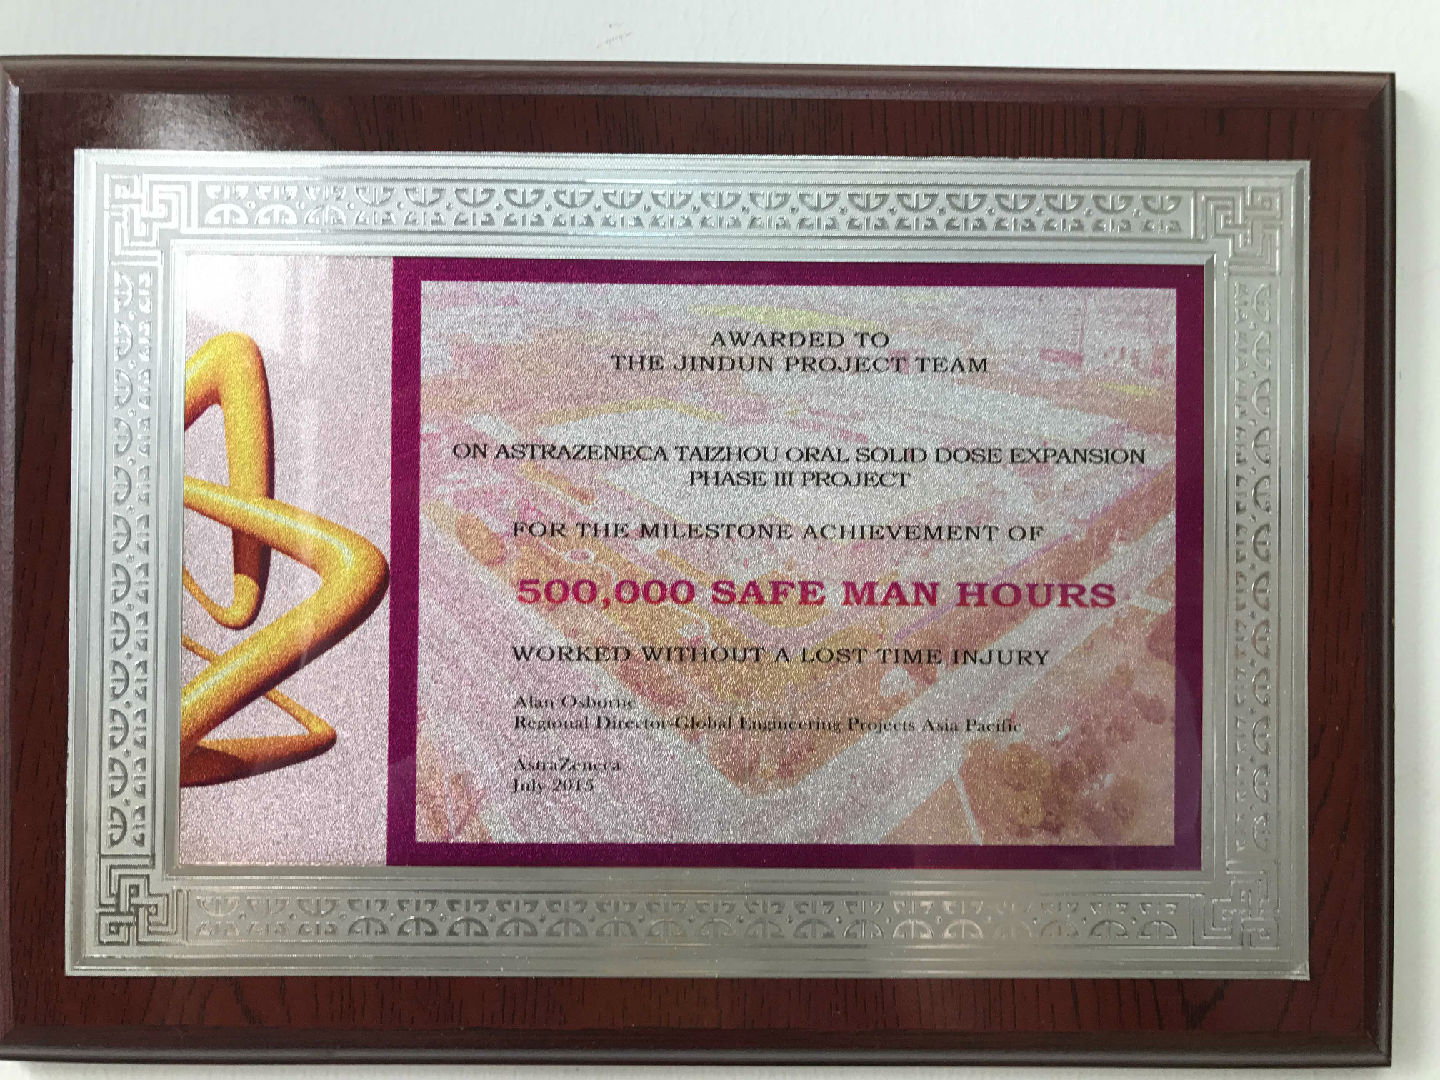 AWARDED TO
THE JINDUN PROJECT TEAM
ON ASTRAZENECA TAIZHOU ORAL SOLID DOSE EXPANSION
PHASE III PROJECT
FOR THE MILESTONE ACHIEVEMENT OF
500,000 SAFE MAN HOURS
WORKED WITHOUT A LOST TIME INJURY
Alan Osborne
Regional Director-Global Engineering Projects Asia Pacific
AstraZeneca
July 2015